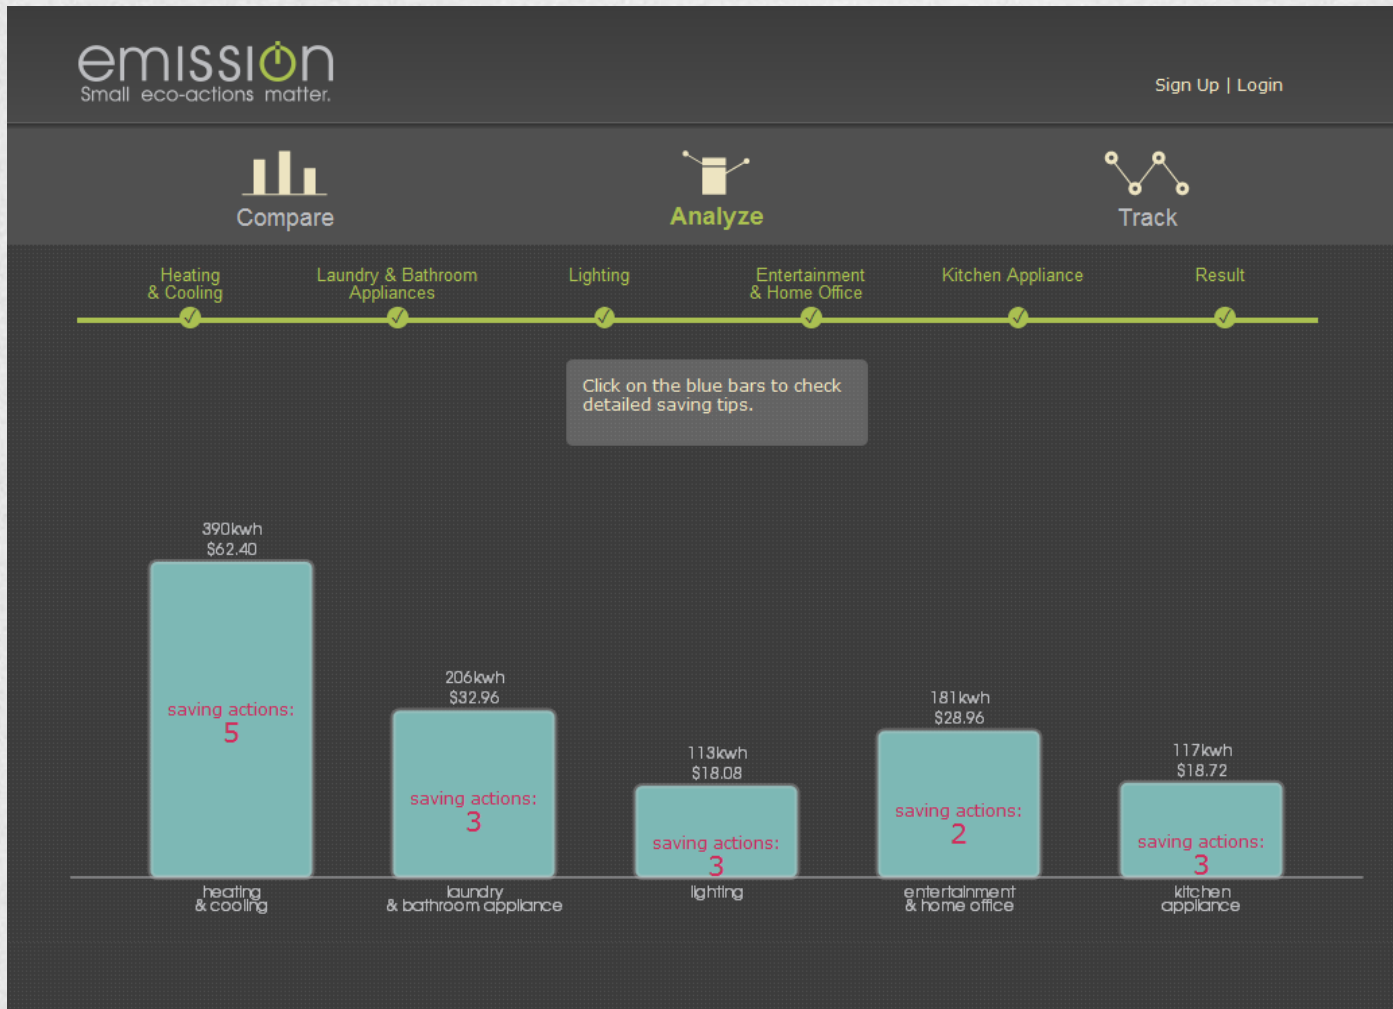 emission
Small eco-actions matter.
Sign Up | Login
Compare
Analyze
Track
Heating
& Cooling
Laundry & Bathroom
Appliances
Lighting
Entertainment
& Home Office
Kitchen Appliance
Result
Click on the blue bars to check
detailed saving tips.
390kwh
$62.40
saving actions:
5
heating
& cooling
206kwh
$32.96
saving actions:
3
laundry
& bathroom appliance
113kwh
$18.08
saving actions:
3
lighting
181kwh
$28.96
saving actions:
2
entertainment
& home office
117kwh
$18.72
saving actions:
3
kitchen
appliance